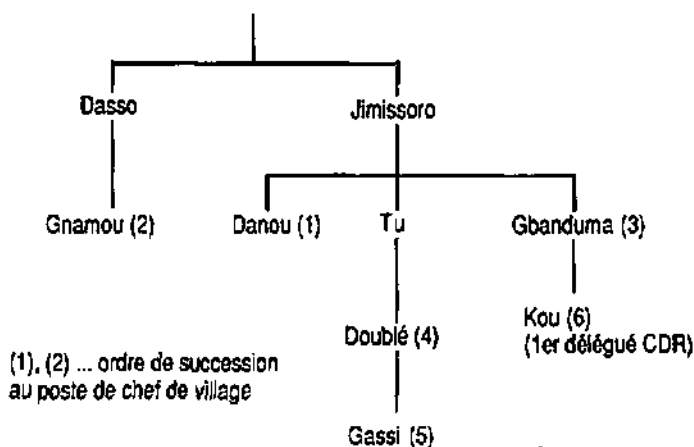 Dasso
Jimissoro
Gnamou (2)
Danou (1)
Tu
Gbanduma (3)
Doublé (4)
Kou (6)
(1er délégué CDR)
(1), (2) ... ordre de succession
au poste de chef de village
Gassi (5)